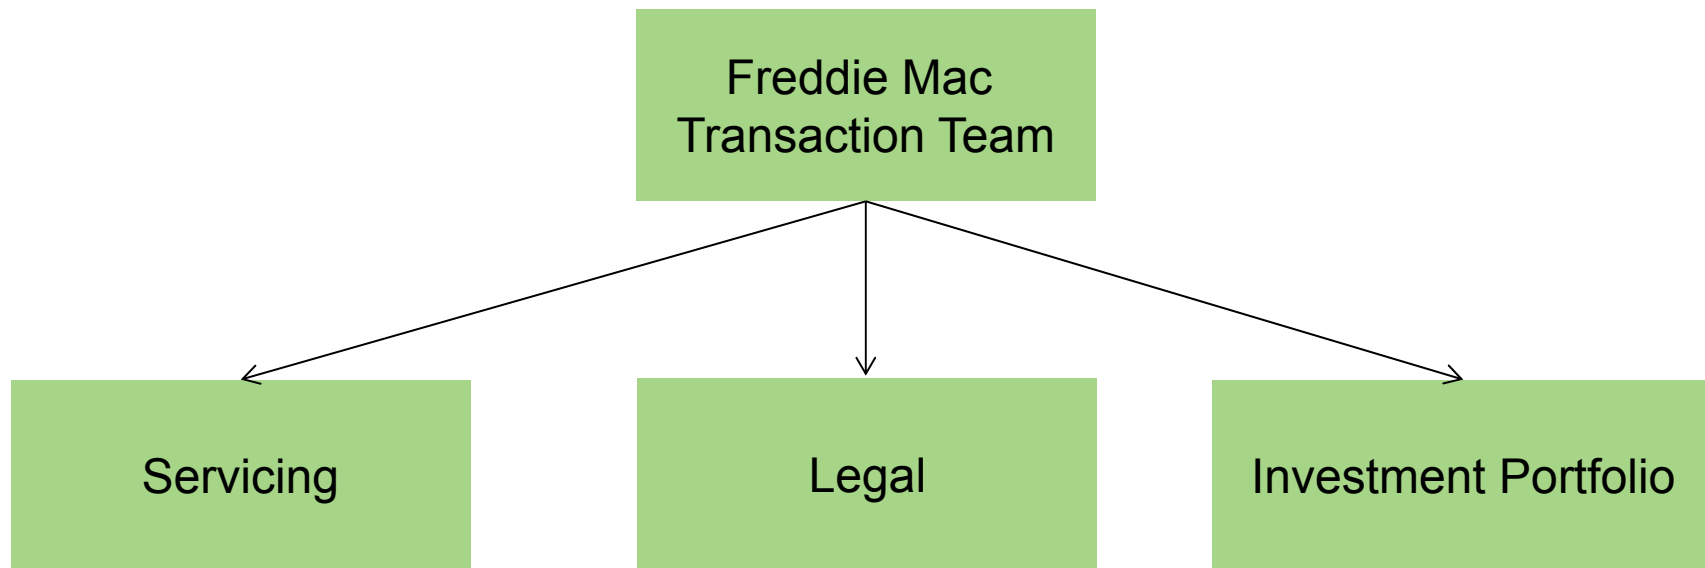 Freddie Mac
Transaction Team
Servicing
Legal
Investment Portfolio